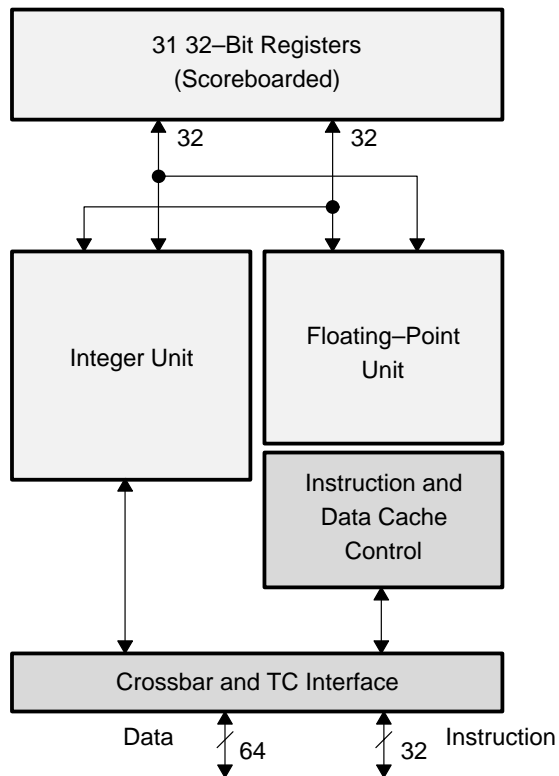 31 32–Bit Registers
(Scoreboarded)
32 32
Integer Unit
Floating–Point
Unit
Instruction and
Data Cache
Control
Crossbar and TC Interface
Data 64 32 Instruction